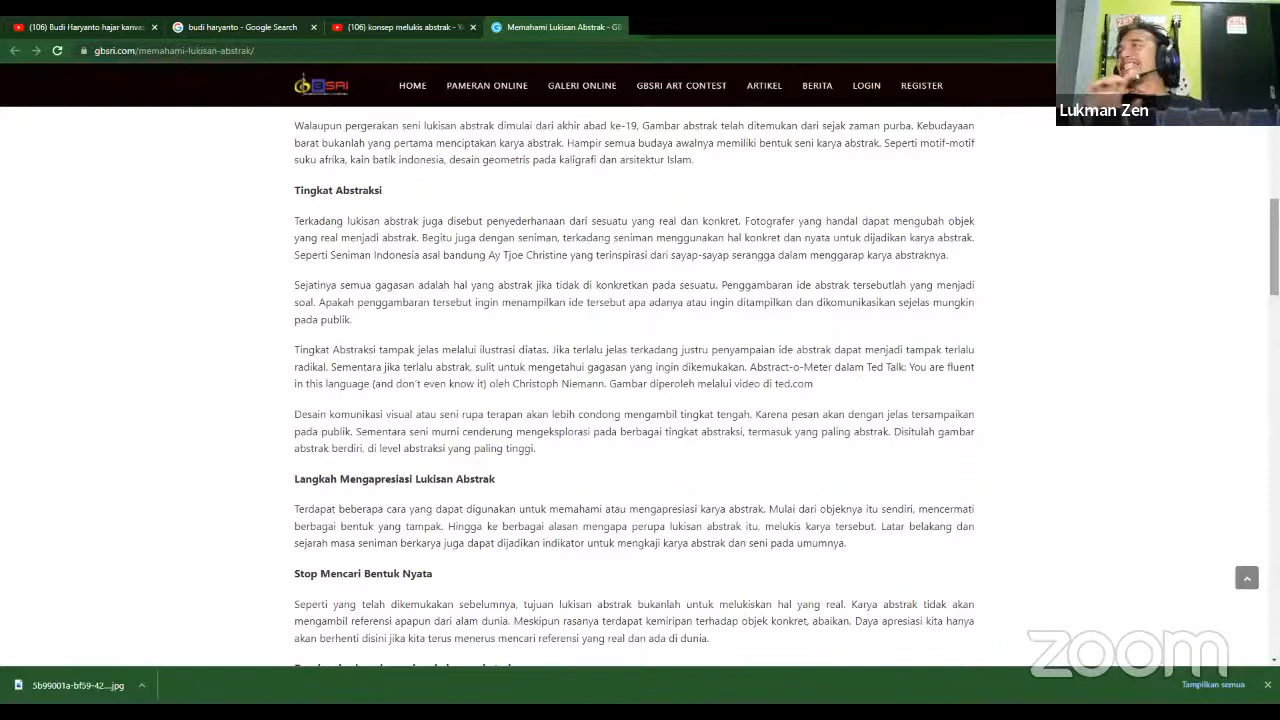 (106) Budi Haryanto hajar kanvas
budi haryanto - Google Search
(106) konsep melukis abstrak - Y
Memahami Lukisan Abstrak - GB
gbsri.com/memahami-lukisan-abstrak/
HOME PAMERAN ONLINE GALERI ONLINE GBSRI ART CONTEST ARTIKEL BERITA LOGIN REGISTER
Lukman Zen
Walaupun pergerakan seni lukisan abstrak dimulai dari akhir abad ke-19, Gambar abstrak telah ditemukan dari sejak zaman purba. Kebudayaan
barat bukanlah yang pertama menciptakan karya abstrak. Hampir semua budaya awalnya memiliki bentuk seni karya abstrak. Seperti motif-motif
suku afrika, kain batik indonesia, desain geometris pada kaligrafi dan arsitektur Islam.
Tingkat Abstraksi
Terkadang lukisan abstrak juga disebut penyederhanaan dari sesuatu yang real dan konkret. Fotografer yang handal dapat mengubah objek
yang real menjadi abstrak. Begitu juga dengan seniman, terkadang seniman menggunakan hal konkret dan nyata untuk dijadikan karya abstrak.
Seperti Seniman Indonesia asal bandung Ay Tjoe Christine yang terinspirasi dari sayap-sayap serangga dalam menggarap karya abstraknya.
Sejatinya semua gagasan adalah hal yang abstrak jika tidak di konkretkan pada sesuatu. Penggambaran ide abstrak tersebutlah yang menjadi
soal. Apakah penggambaran tersebut ingin menampilkan ide tersebut apa adanya atau ingin ditampilkan dan dikomunikasikan sejelas mungkin
pada publik.
Tingkat Abstraksi tampak jelas melalui ilustrasi diatas. Jika terlalu jelas terkadang justru penyampaian ide abstrak dapat menjadi tampak terlalu
radikal. Sementara jika terlalu abstrak, sulit untuk mengetahui gagasan yang ingin dikemukakan. Abstract-o-Meter dalam Ted Talk: You are fluent
in this language (and don't even know it) oleh Christoph Niemann. Gambar diperoleh melalui video di ted.com
Desain komunikasi visual atau seni rupa terapan akan lebih condong mengambil tingkat tengah. Karena pesan akan dengan jelas tersampaikan
pada publik. Sementara seni murni cenderung mengeksplorasi pada berbagai tingkat abstraksi, termasuk yang paling abstrak. Disitulah gambar
abstrak berdiri, di level abstraksi yang paling tinggi.
Langkah Mengapresiasi Lukisan Abstrak
Terdapat beberapa cara yang dapat digunakan untuk memahami atau mengapresiasi karya abstrak. Mulai dari objeknya itu sendiri, mencermati
berbagai bentuk yang tampak. Hingga ke berbagai alasan mengapa perupa lukisan abstrak itu, melukis karya tersebut. Latar belakang dan
sejarah masa seniman berkarya juga dapat dijadikan indikator untuk mengkaji karya abstrak dan seni pada umumnya.
Stop Mencari Bentuk Nyata
Seperti yang telah dikemukakan sebelumnya, tujuan lukisan abstrak bukanlah untuk melukiskan hal yang real. Karya abstrak tidak akan
mengambil referensi apapun dari alam dunia. Meskipun rasanya terdapat kemiripan terhadap objek konkret, abaikan. Daya apresiasi kita hanya
akan berhenti disini jika kita terus menerus mencari referensi yang real dan ada di dunia.
zoom
5b99001a-bf59-42....jpg
Tampilkan semua